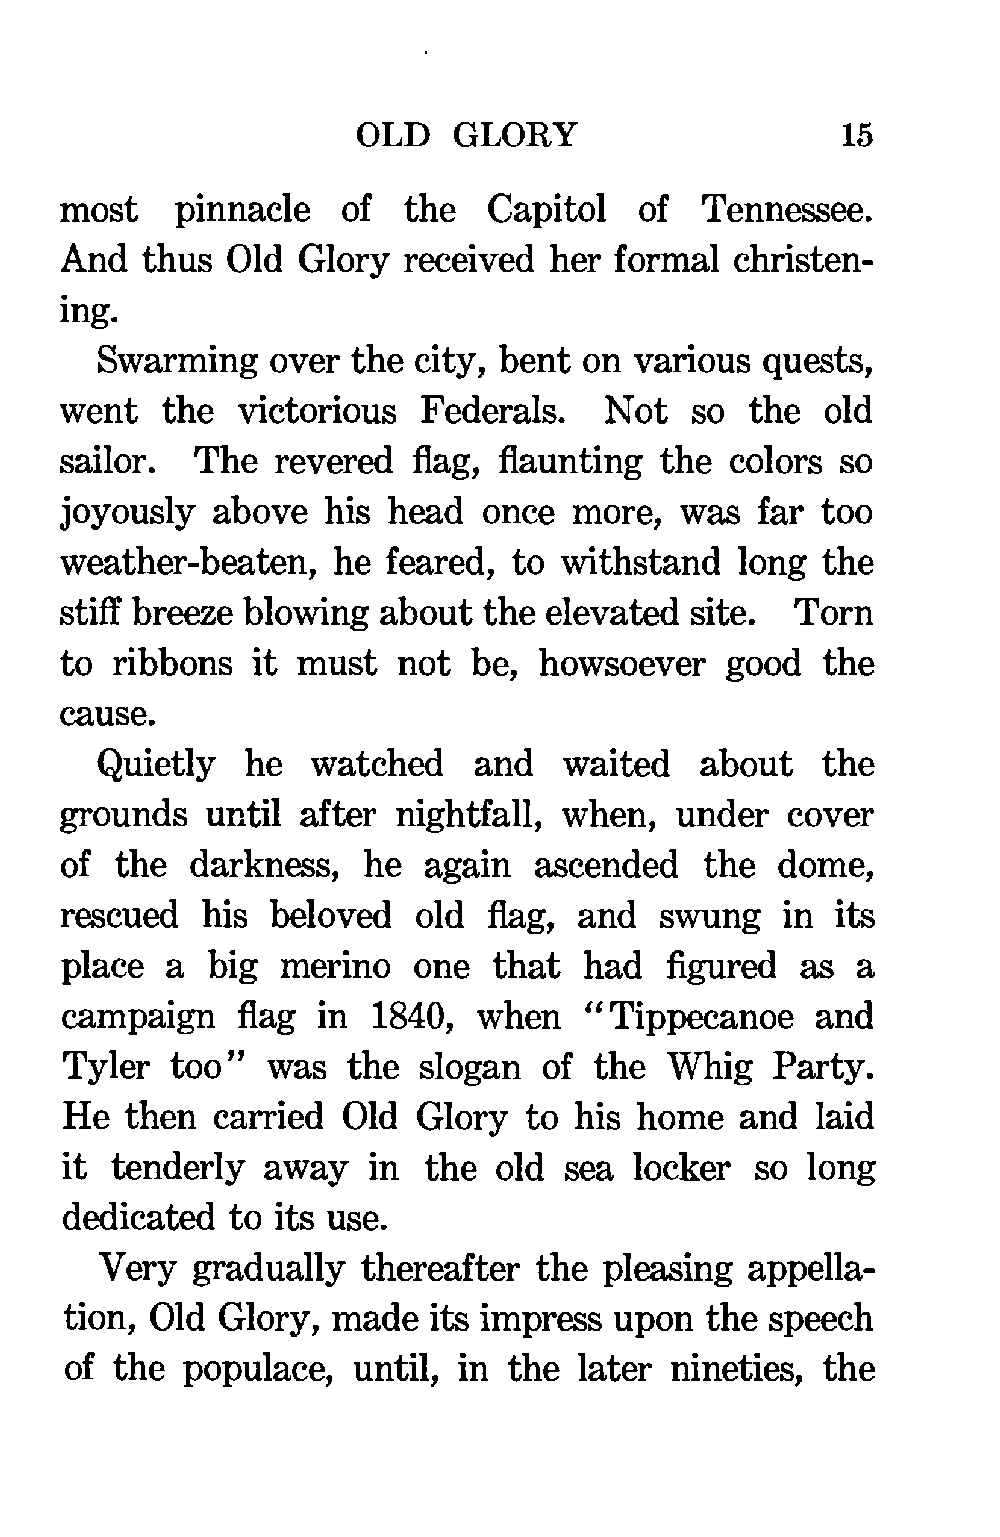 OLD GLORY 15
most pinnacle of the Capitol of Tennessee.
And thus Old Glory received her formal christen-
ing.
Swarming over the city, bent on various quests,
went the victorious Federals. Not so the old
sailor. The revered flag, flaunting the colors so
joyously above his head once more, was far too
weather-beaten, he feared, to withstand long the
stiff breeze blowing about the elevated site. Torn
to ribbons it must not be, howsoever good the
cause.
Quietly he watched and waited about the
grounds until after nightfall, when, under cover
of the darkness, he again ascended the dome,
rescued his beloved old flag, and swung in its
place a big merino one that had figured as a
campaign flag in 1840, when “Tippecanoe and
Tyler too” was the slogan of the Whig Party.
He then carried Old Glory to his home and laid
it tenderly away in the old sea locker so long
dedicated to its use.
Very gradually thereafter the pleasing appella-
tion, Old Glory, made its impress upon the speech
of the populace, until, in the later nineties, the